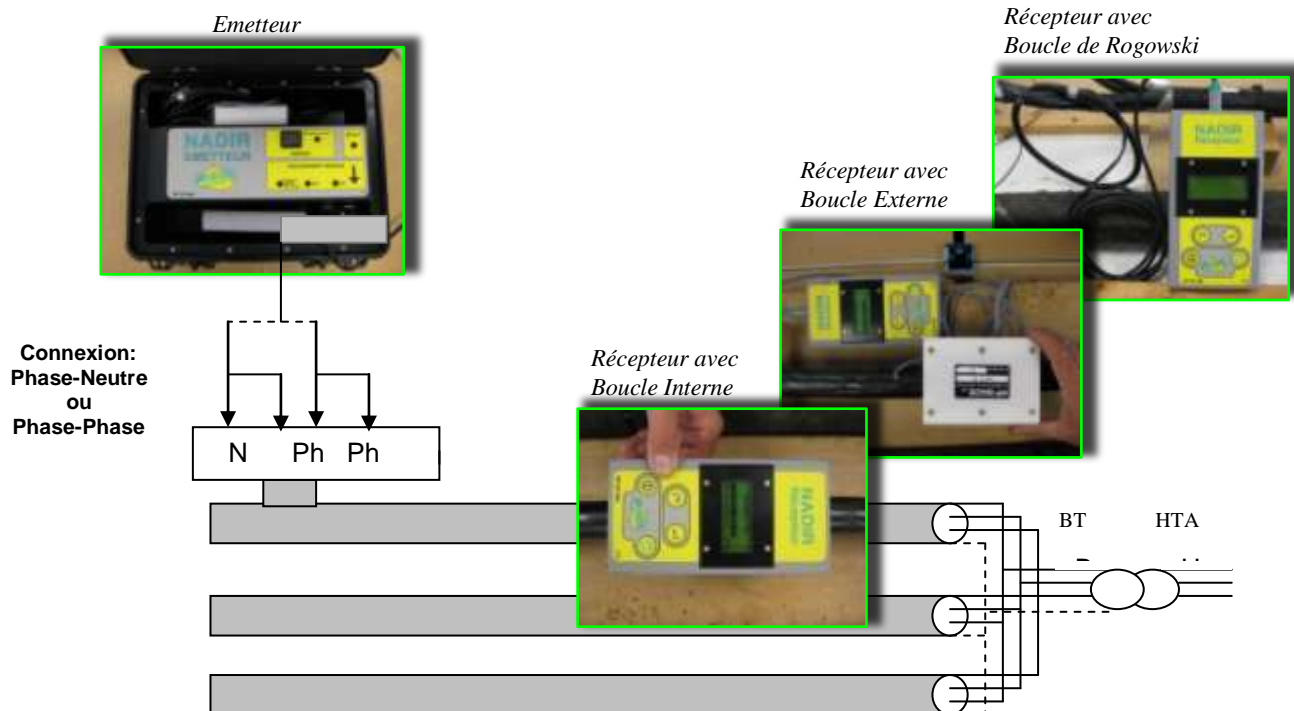 Emetteur
Récepteur avec
Boucle de Rogowski
NADIR
EMETTEUR
NADIR
Récepteur avec
Boucle Externe
Connexion:
Phase-Neutre
ou
Phase-Phase
Récepteur avec
Boucle Interne
N Ph Ph
NADIR
BT HTA